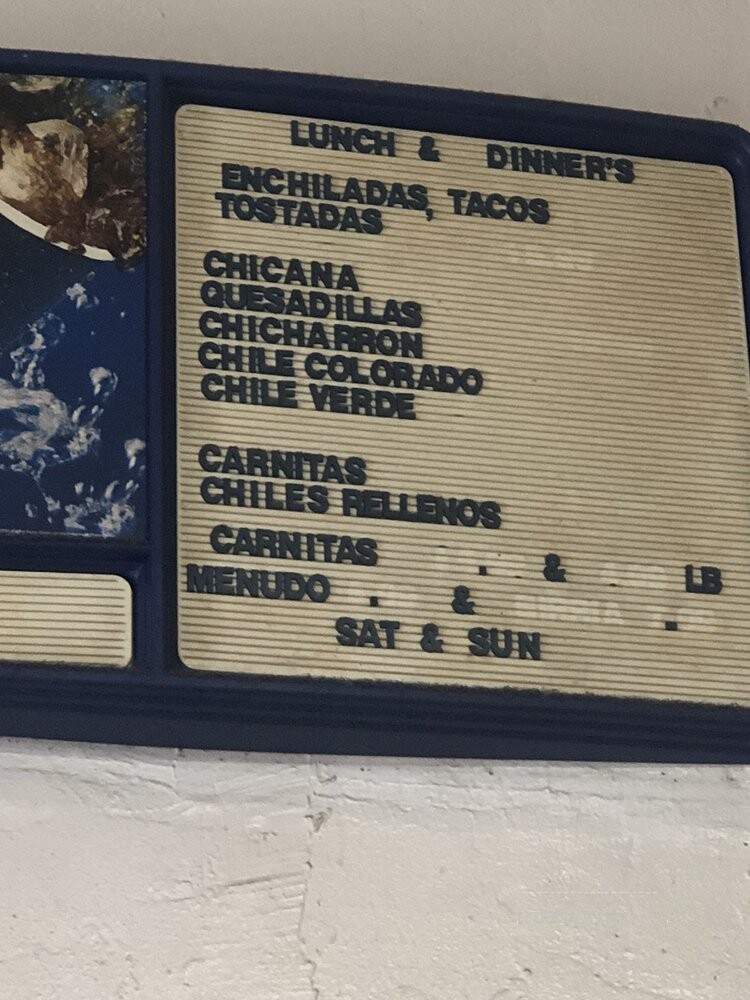 LUNCH & DINNER'S
ENCHILADAS, TACOS
TOSTADAS
CHICANA
QUESADILLAS
CHICHARRON
CHILE COLORADO
CHILE VERDE
CARNITAS
CHILES RELLENOS
CARNITAS . & LB
MENUDO . & .
SAT & SUN